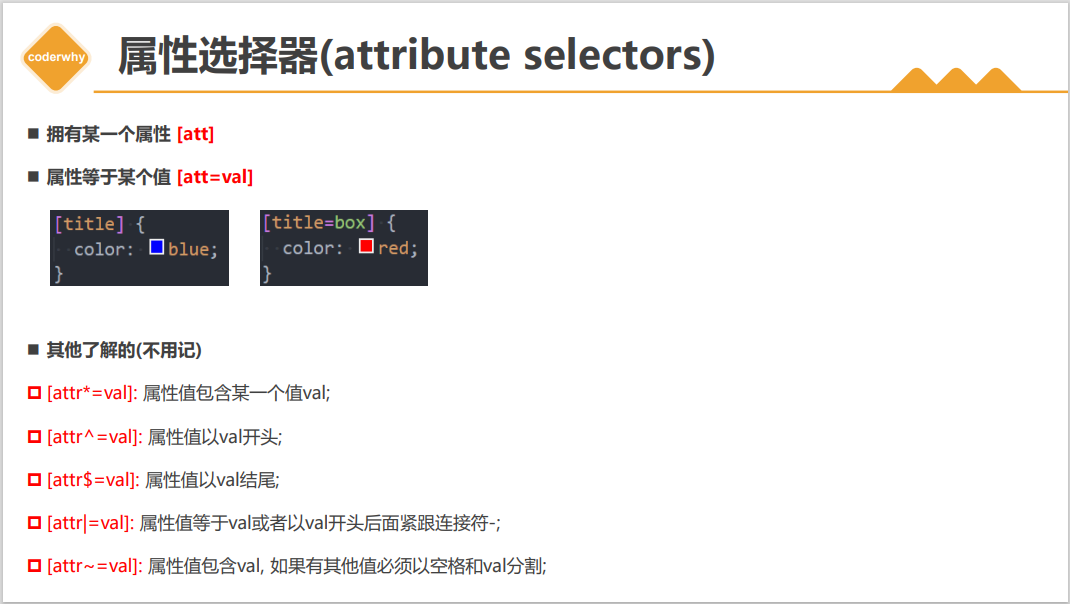 coderwhy
属性选择器(attribute selectors)
拥有某一个属性 [att]
属性等于某个值 [att=val]
[title] {
color: blue;
}
[title=box] {
color: red;
}
其他了解的(不用记)
[attr*=val]: 属性值包含某一个值val;
[attr^=val]: 属性值以val开头;
[attr$=val]: 属性值以val结尾;
[attr|=val]: 属性值等于val或者以val开头后面紧跟连接符-;
[attr~=val]: 属性值包含val, 如果有其他值必须以空格和val分割;